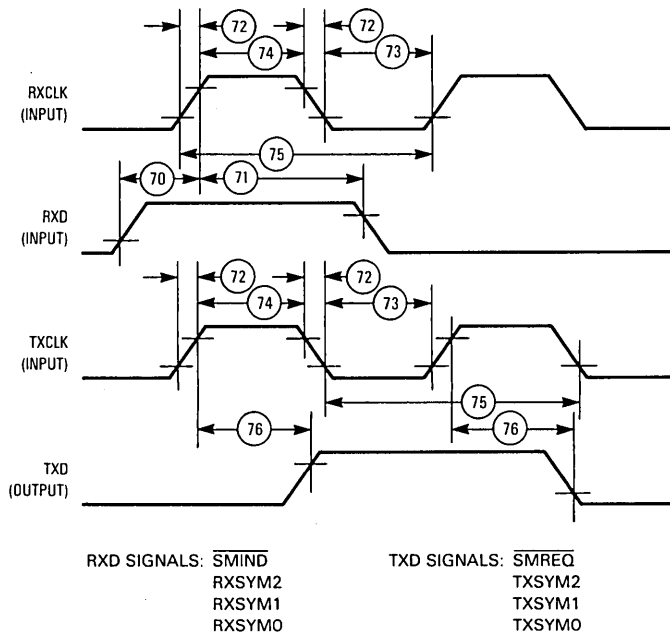 72 72
74 73
RXCLK
(INPUT)
75
70 71
RXD
(INPUT)
72 72
74 73
TXCLK
(INPUT)
75
76 76
TXD
(OUTPUT)
RXD SIGNALS: SMIND TXD SIGNALS: SMREQ
RXSYM2 TXSYM2
RXSYM1 TXSYM1
RXSYM0 TXSYM0